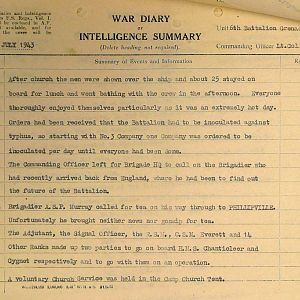 WAR DIARY
or
INTELLIGENCE SUMMARY
(Delete heading not required).
Unit 6th Battalion Grena
Commanding Officer Lt.Col
JULY 1943
Summary of Events and Information
After church the men were shown over the ship and about 25 stayed on
board for lunch and went bathing with the crew in the afternoon. Everyone
thoroughly enjoyed themselves particularly as it was an extremely hot day.
Orders had been received that the Battalion had to be inoculated against
typhus, so starting with No.3 Company one Company was ordered to be
inoculated per day until everyone had been done.
The Commanding Officer left for Brigade HQ to call on the Brigadier who
had recently arrived back from England, where he had been to find out
the future of the Battalion.
Brigadier A.S.P. Murray called for tea on his way through to PHILIPVILLE.
Unfortunately he brought neither news nor gossip for tea.
The Adjutant, the Signal Officer, the R.S.M., C.S.M. Everett and 14
Other Ranks made up two parties to go on board H.M.S. Chanticleer and
Cygnet respectively and to go with them on an operation.
A voluntary Church Service was held in the Camp Church Tent.